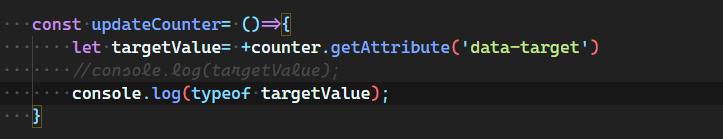 const updateCounter= ()=>{
let targetValue= +counter.getAttribute('data-target')
//console.log(targetValue);
console.log(typeof targetValue);
}